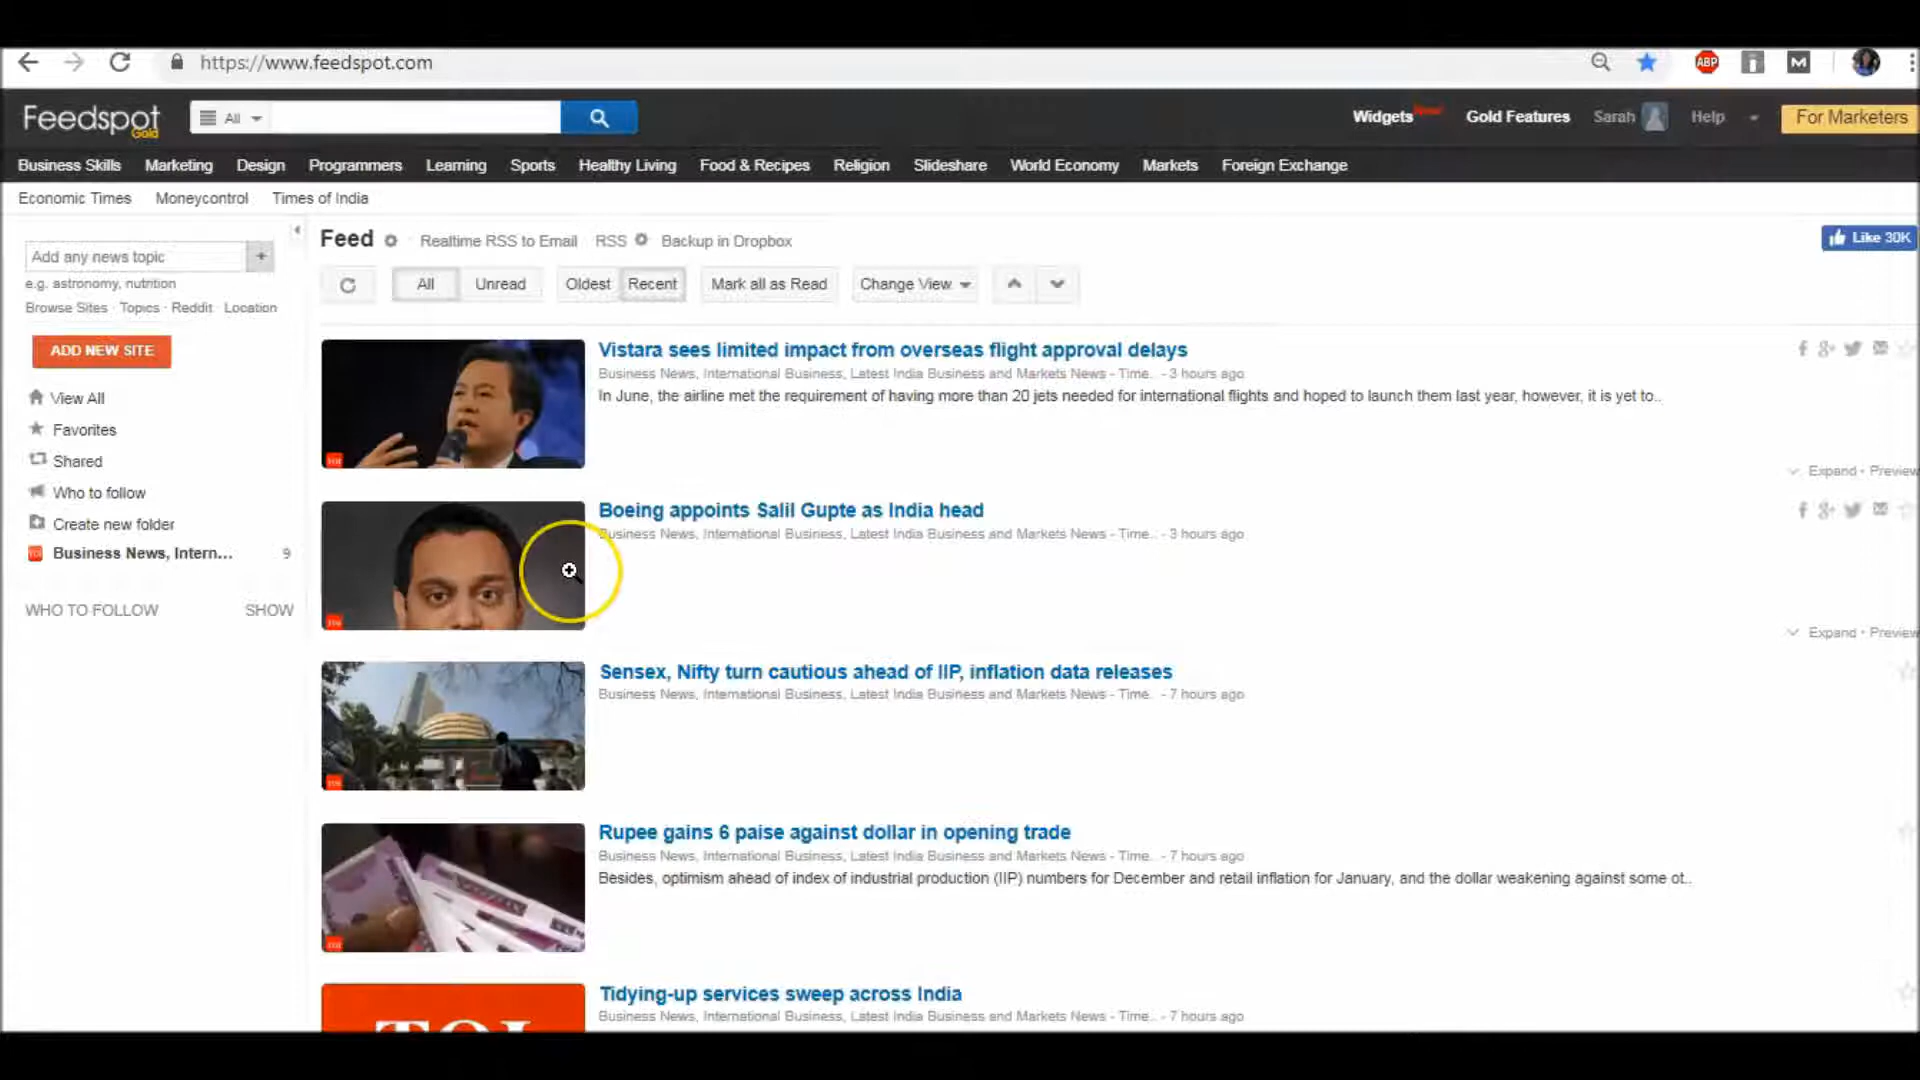 https://www.feedspot.com
ABP
Feedspot
Gold
All
Widgets New
Gold Features
Sarah
Help
For Marketers
Business Skills Marketing Design Programmers Learning Sports Healthy Living Food & Recipes Religion Slideshare World Economy Markets Foreign Exchange
Economic Times Moneycontrol Times of India
Add any news topic
+
e.g. astronomy, nutrition
Browse Sites · Topics · Reddit · Location
ADD NEW SITE
View All
Favorites
Shared
Who to follow
Create new folder
TOI Business News, Intern... 9
WHO TO FOLLOW SHOW
Feed Realtime RSS to Email RSS Backup in Dropbox
Like 30K
All Unread Oldest Recent Mark all as Read Change View
Vistara sees limited impact from overseas flight approval delays
Business News, International Business, Latest India Business and Markets News - Time.. - 3 hours ago
In June, the airline met the requirement of having more than 20 jets needed for international flights and hoped to launch them last year, however, it is yet to..
TOI
Expand • Preview
Boeing appoints Salil Gupte as India head
Business News, International Business, Latest India Business and Markets News - Time.. - 3 hours ago
TOI
Expand • Preview
Sensex, Nifty turn cautious ahead of IIP, inflation data releases
Business News, International Business, Latest India Business and Markets News - Time.. - 7 hours ago
TOI
Rupee gains 6 paise against dollar in opening trade
Business News, International Business, Latest India Business and Markets News - Time.. - 7 hours ago
Besides, optimism ahead of index of industrial production (IIP) numbers for December and retail inflation for January, and the dollar weakening against some ot..
TOI
Tidying-up services sweep across India
Business News, International Business, Latest India Business and Markets News - Time.. - 7 hours ago
TOI